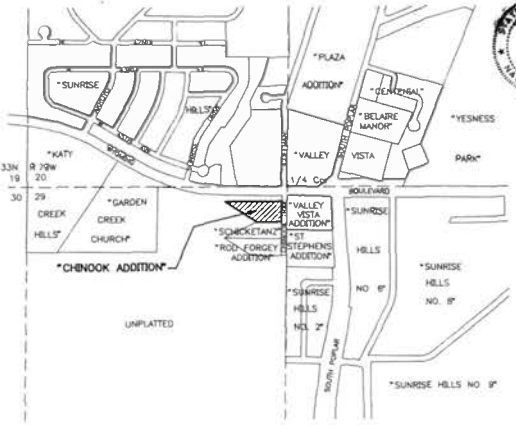 "PLAZA
ADDITION"
"SUNRISE
HILLS"
"CENTENIAL"
"BELAIRE
MANOR"
"YESNESS
PARK"
"KATY
"VALLEY
VISTA
SOUTH POPLAR
1/4 Cor
33N R 79W
19 20
30 29
BOULEVARD
CREEK
HILLS"
"GARDEN
CREEK
CHURCH"
"VALLEY
VISTA
ADDITION"
"SUNRISE
HILLS
NO 6"
"SCHICKETANZ"
"ROD FORGEY
ADDITION"
"ST
STEPHENS
ADDITION"
"CHINOOK ADDITION"
"SUNRISE
HILLS
NO. 8"
"SUNRISE
HILLS
NO. 2"
UNPLATTED
SOUTH POPLAR
"SUNRISE HILLS NO 9"
WYOMING